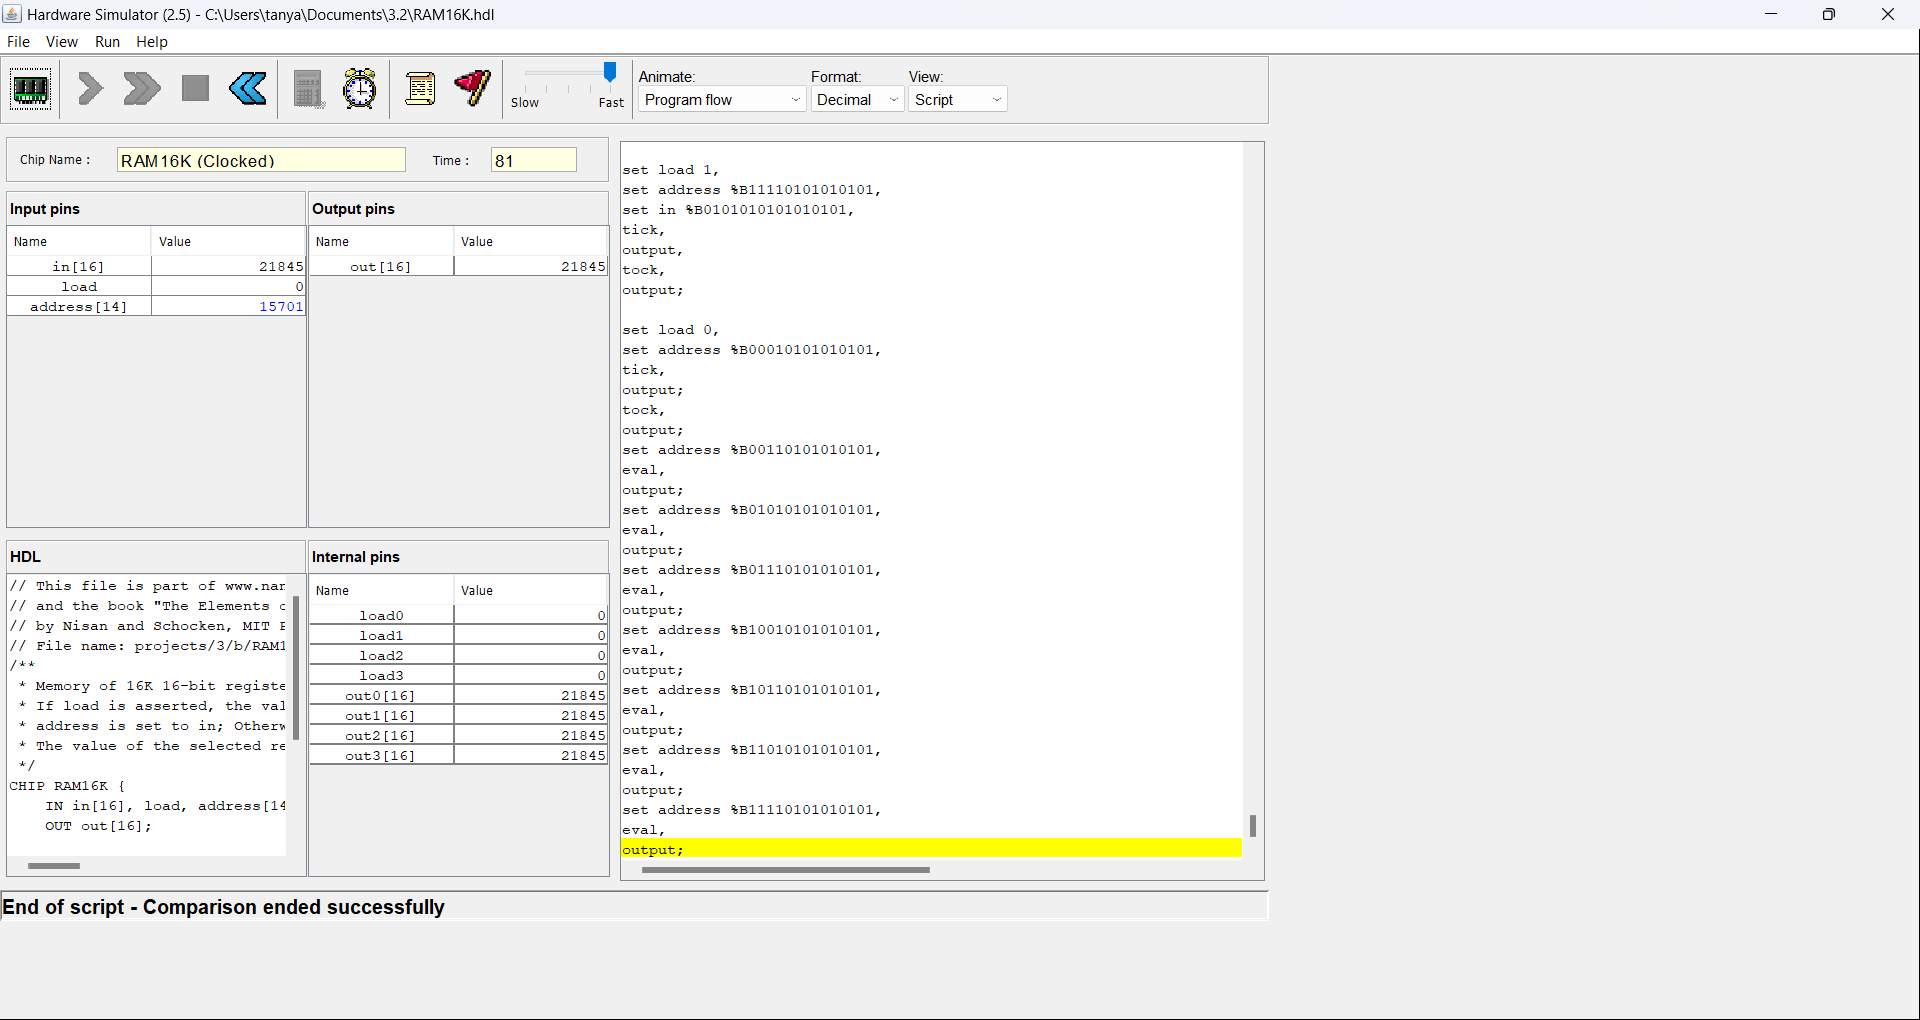 Hardware Simulator (2.5) - C:\Users\tanya\Documents\3.2\RAM16K.hdl
File View Run Help
Slow Fast
Animate: Format: View:
Program flow Decimal Script
Chip Name : RAM16K (Clocked) Time : 81
Input pins
Name Value
in[16] 21845
load 0
address[14] 15701
Output pins
Name Value
out[16] 21845
HDL
// This file is part of www.nan
// and the book "The Elements o
// by Nisan and Schocken, MIT P
// File name: projects/3/b/RAM1
/**
* Memory of 16K 16-bit registe
* If load is asserted, the val
* address is set to in; Otherw
* The value of the selected re
*/
CHIP RAM16K {
IN in[16], load, address[14
OUT out[16];
Internal pins
Name Value
load0 0
load1 0
load2 0
load3 0
out0[16] 21845
out1[16] 21845
out2[16] 21845
out3[16] 21845
set load 1,
set address %B11110101010101,
set in %B0101010101010101,
tick,
output,
tock,
output;
set load 0,
set address %B00010101010101,
tick,
output;
tock,
output;
set address %B00110101010101,
eval,
output;
set address %B01010101010101,
eval,
output;
set address %B01110101010101,
eval,
output;
set address %B10010101010101,
eval,
output;
set address %B10110101010101,
eval,
output;
set address %B11010101010101,
eval,
output;
set address %B11110101010101,
eval,
output;
End of script - Comparison ended successfully